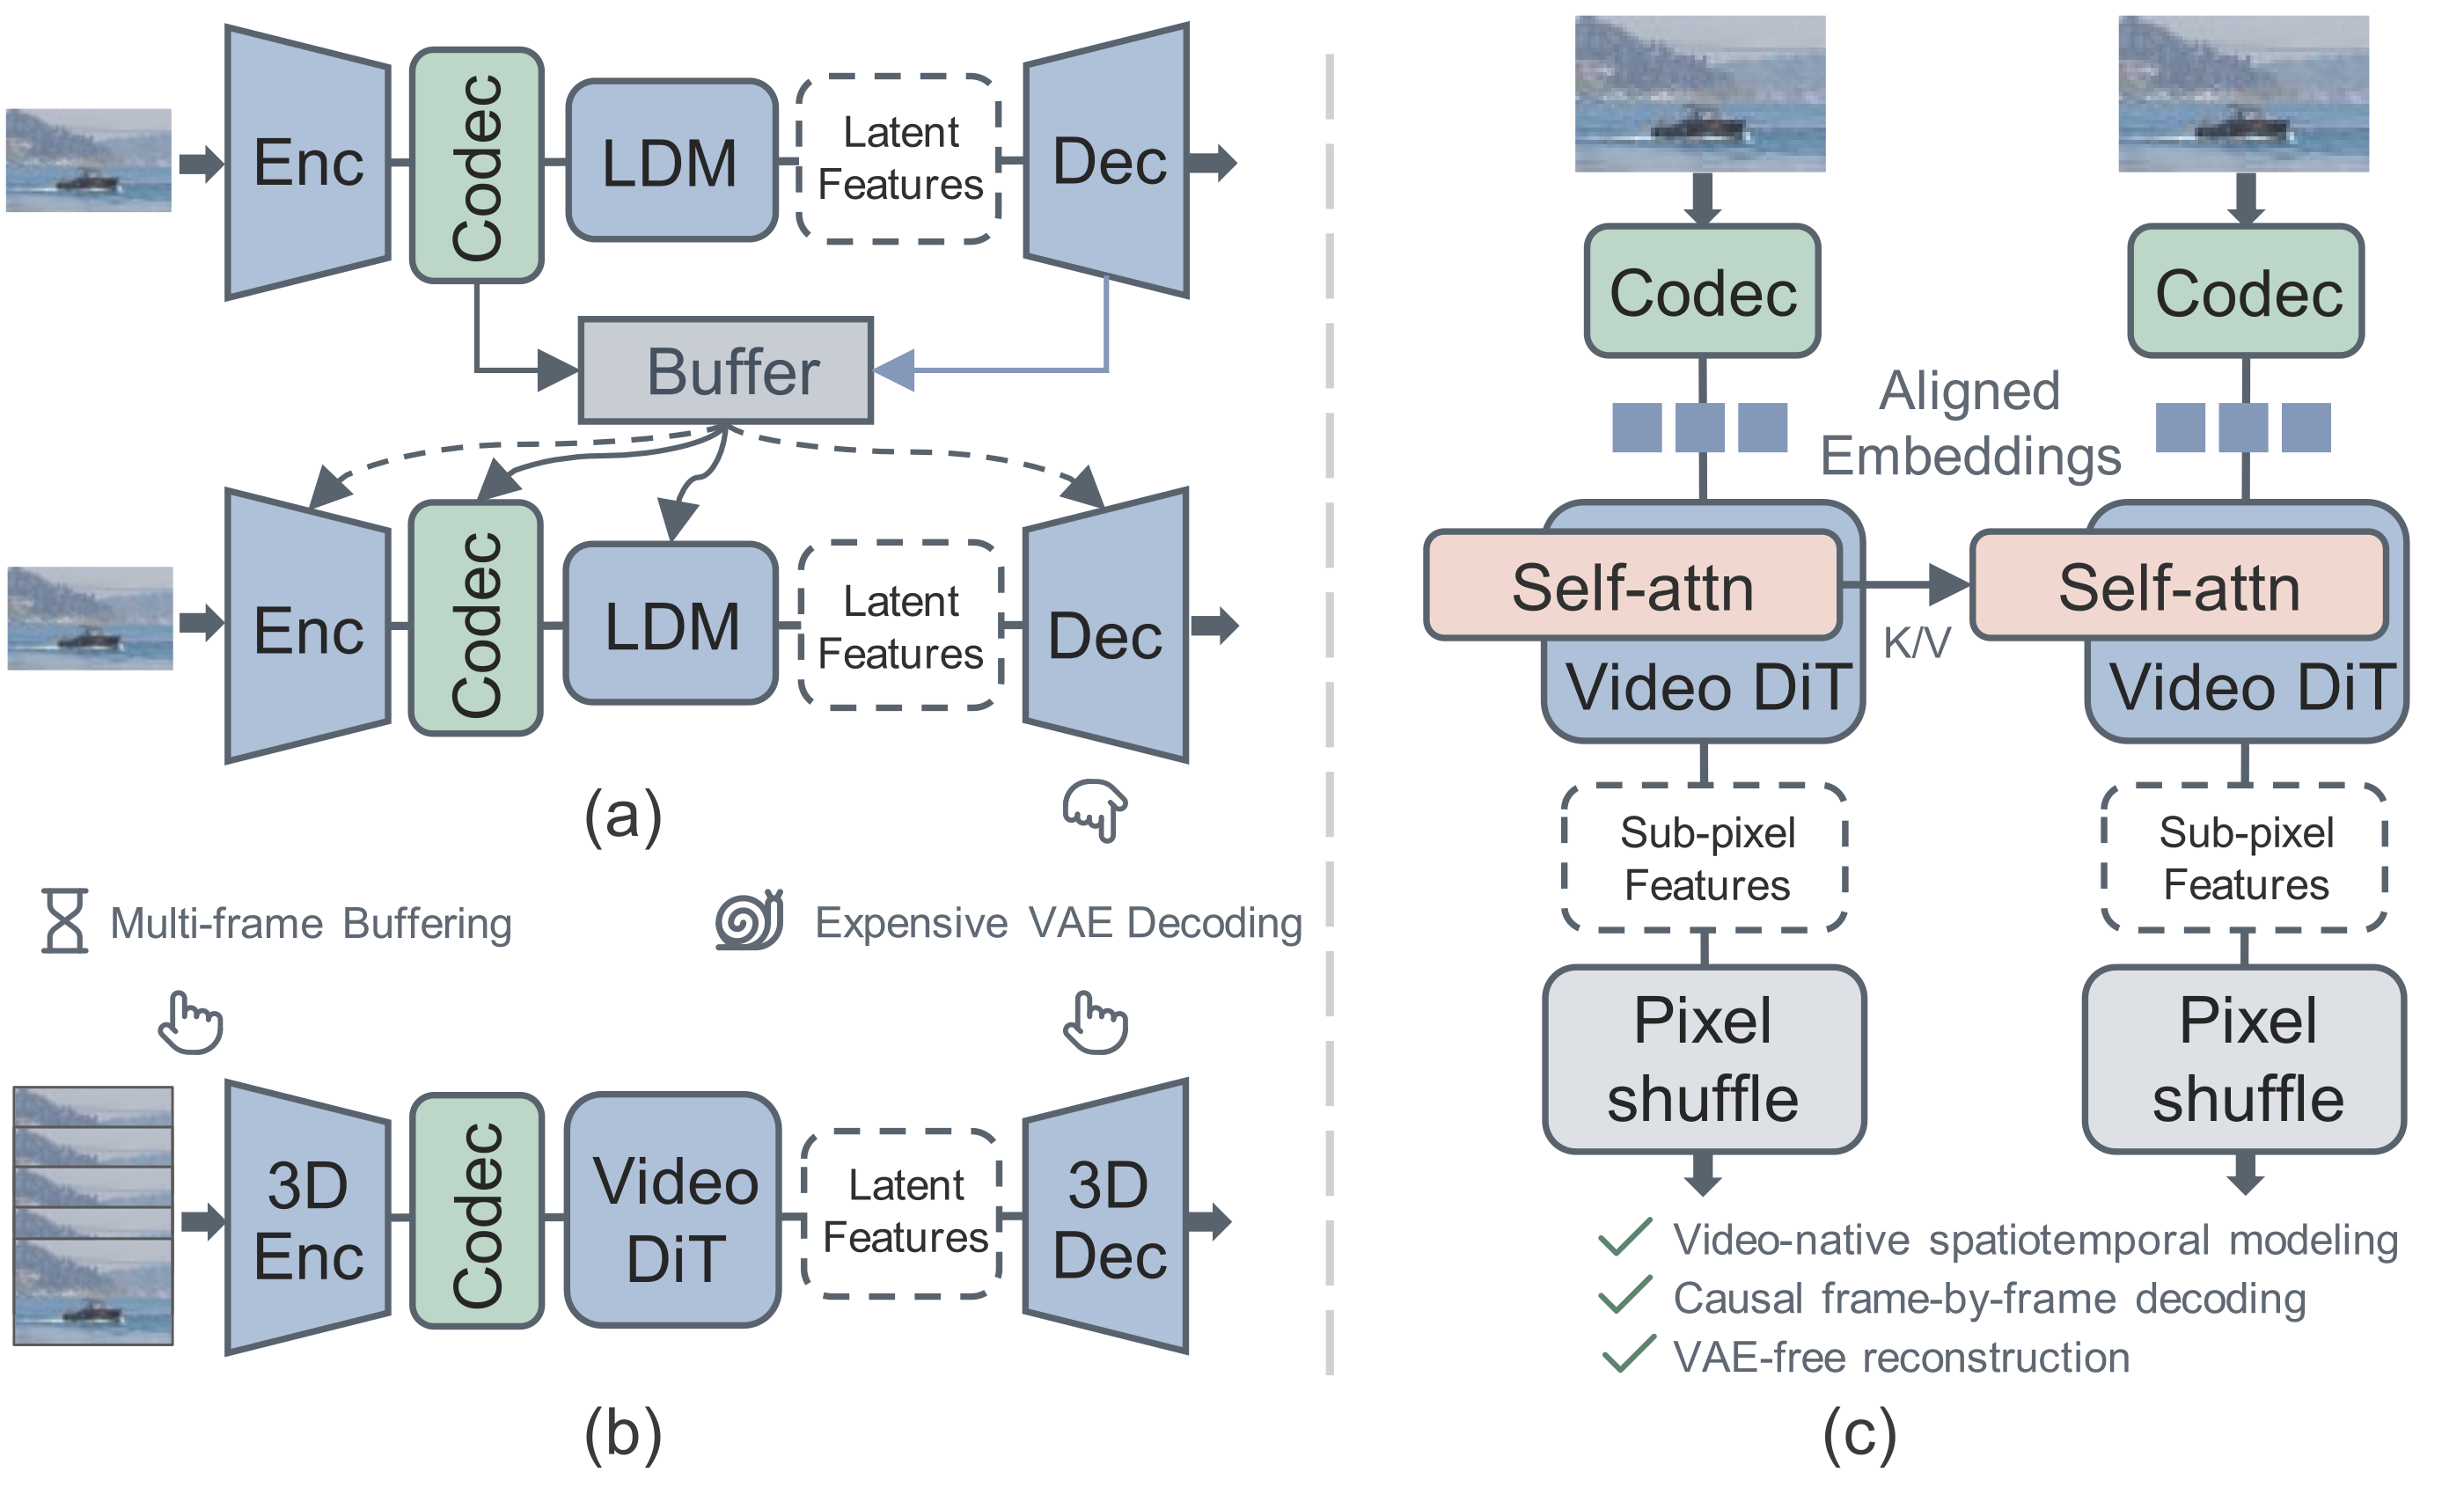 Enc
Codec
LDM
Latent
Features
Dec
Buffer
Enc
Codec
LDM
Latent
Features
Dec
(a)
Multi-frame Buffering
Expensive VAE Decoding
3D
Enc
Codec
Video
DiT
Latent
Features
3D
Dec
(b)
Codec
Codec
Aligned
Embeddings
Self-attn
Video DiT
K/V
Self-attn
Video DiT
Sub-pixel
Features
Sub-pixel
Features
Pixel
shuffle
Pixel
shuffle
Video-native spatiotemporal modeling
Causal frame-by-frame decoding
VAE-free reconstruction
(c)